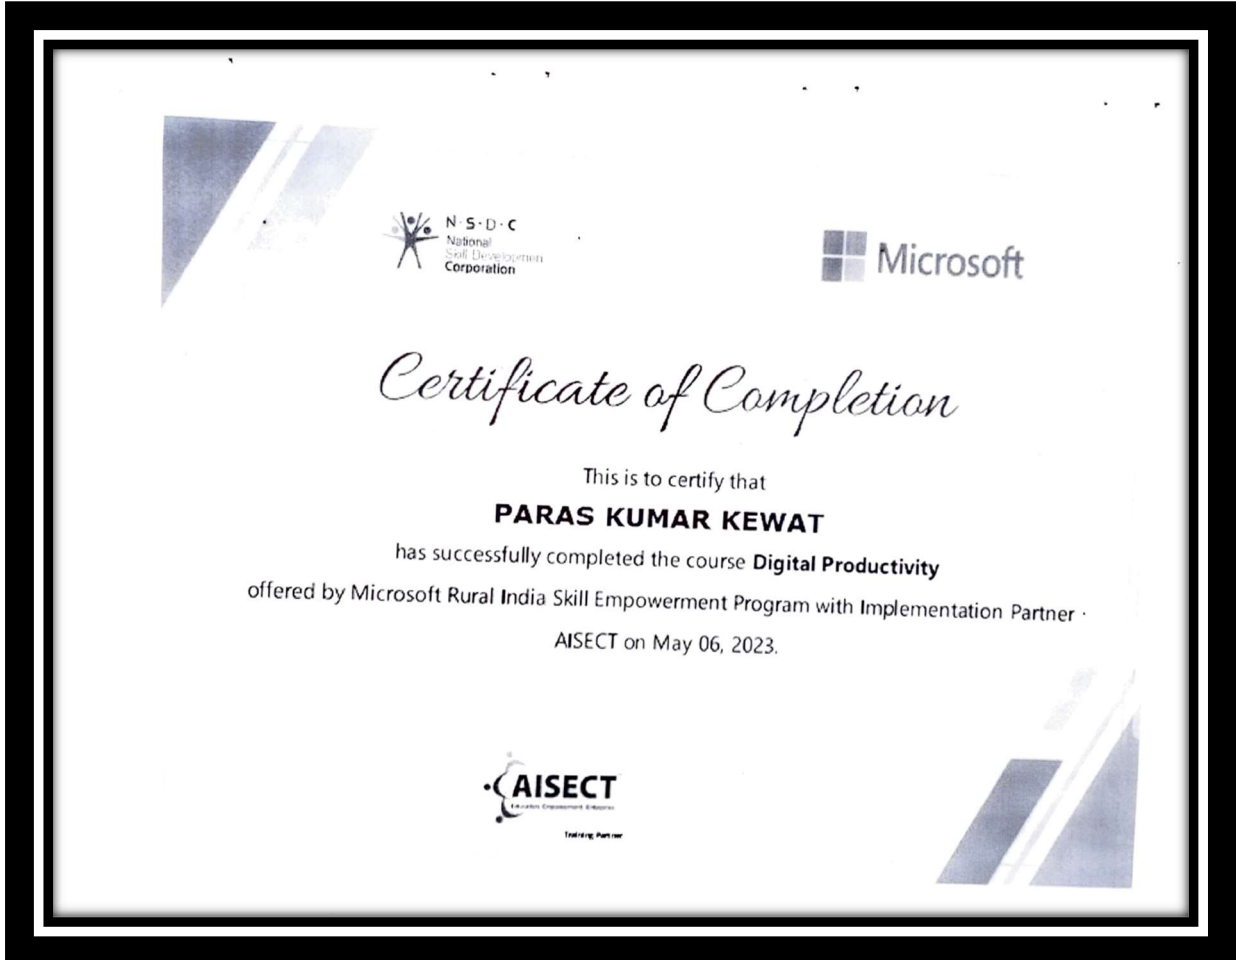 N·S·D·C
National
Skill Developmen
Corporation
Microsoft
Certificate of Completion
This is to certify that
PARAS KUMAR KEWAT
has successfully completed the course Digital Productivity
offered by Microsoft Rural India Skill Empowerment Program with Implementation Partner ·
AISECT on May 06, 2023.
AISECT
Training Partner